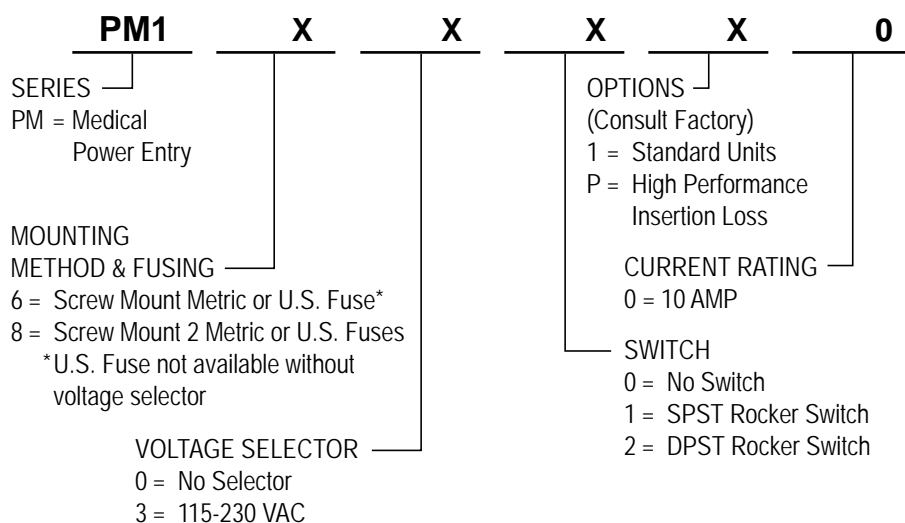 PM1 X X X X 0
SERIES
PM = Medical
Power Entry
MOUNTING
METHOD & FUSING
6 = Screw Mount Metric or U.S. Fuse*
8 = Screw Mount 2 Metric or U.S. Fuses
*U.S. Fuse not available without
voltage selector
VOLTAGE SELECTOR
0 = No Selector
3 = 115-230 VAC
OPTIONS
(Consult Factory)
1 = Standard Units
P = High Performance
Insertion Loss
CURRENT RATING
0 = 10 AMP
SWITCH
0 = No Switch
1 = SPST Rocker Switch
2 = DPST Rocker Switch